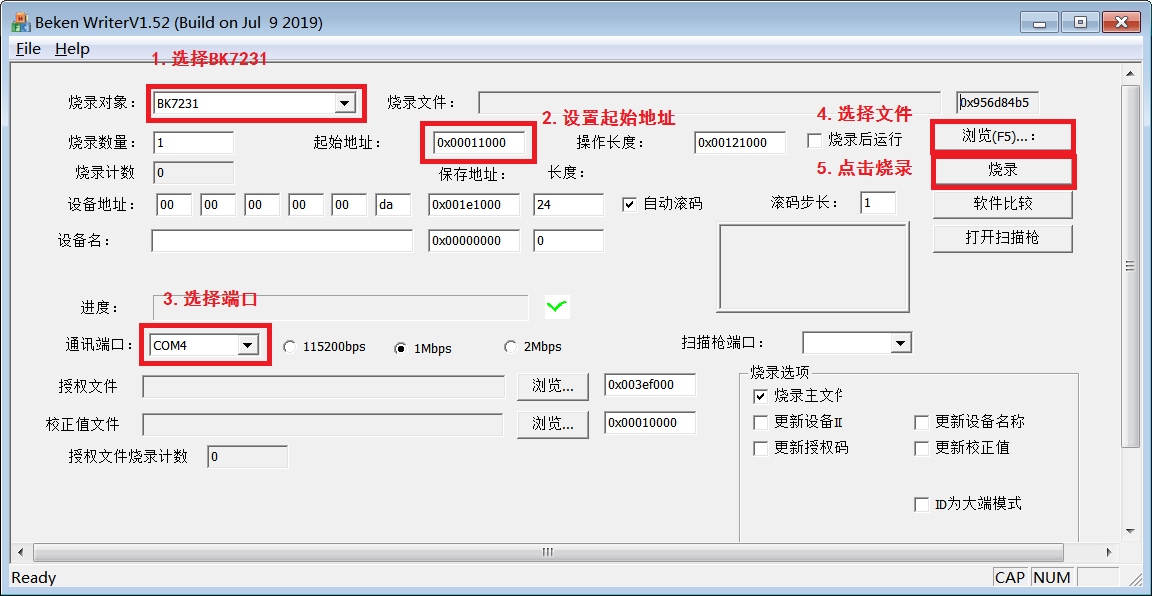 Beken WriterV1.52 (Build on Jul  9 2019)
File Help
1. 选择BK7231
烧录对象： BK7231 烧录文件： 0x956d84b5
2. 设置起始地址 4. 选择文件
烧录数量： 1 起始地址： 0x00011000 操作长度： 0x00121000 烧录后运行 浏览(F5)...：
烧录计数 0 保存地址： 长度： 5. 点击烧录 烧录
设备地址： 00 00 00 00 00 da 0x001e1000 24 自动滚码 滚码步长： 1 软件比较
设备名： 0x00000000 0 打开扫描枪
3. 选择端口
进度：
通讯端口： COM4 115200bps 1Mbps 2Mbps 扫描枪端口：
授权文件 浏览... 0x003ef000 烧录选项
烧录主文件
校正值文件 浏览... 0x00010000 更新设备II 更新设备名称
授权文件烧录计数 0 更新授权码 更新校正值
ID为大端模式
Ready CAP NUM